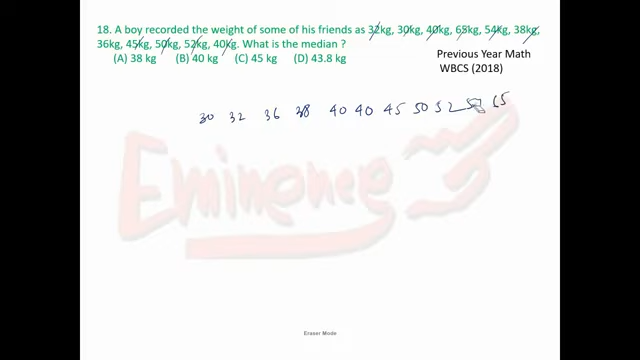 18. A boy recorded the weight of some of his friends as 32kg, 30kg, 40kg, 65kg, 54kg, 38kg,
36kg, 45kg, 50kg, 52kg, 40kg. What is the median ?
(A) 38 kg (B) 40 kg (C) 45 kg (D) 43.8 kg
Previous Year Math
WBCS (2018)
30 32 36 38 40 40 45 50 52 65
Eraser Mode